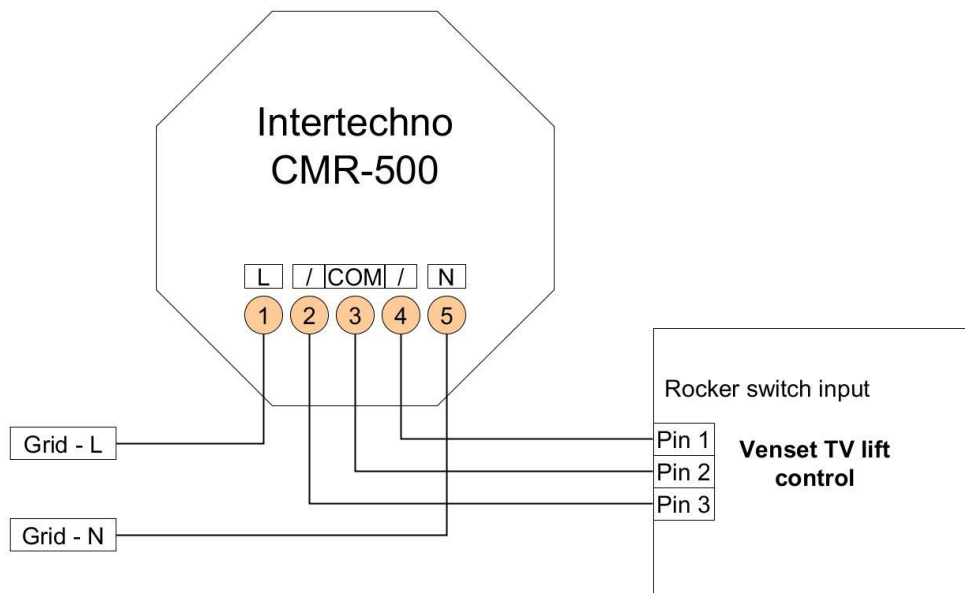 Intertechno
CMR-500
L / COM / N
1 2 3 4 5
Rocker switch input
Grid - L
Pin 1
Venset TV lift
control
Pin 2
Pin 3
Grid - N